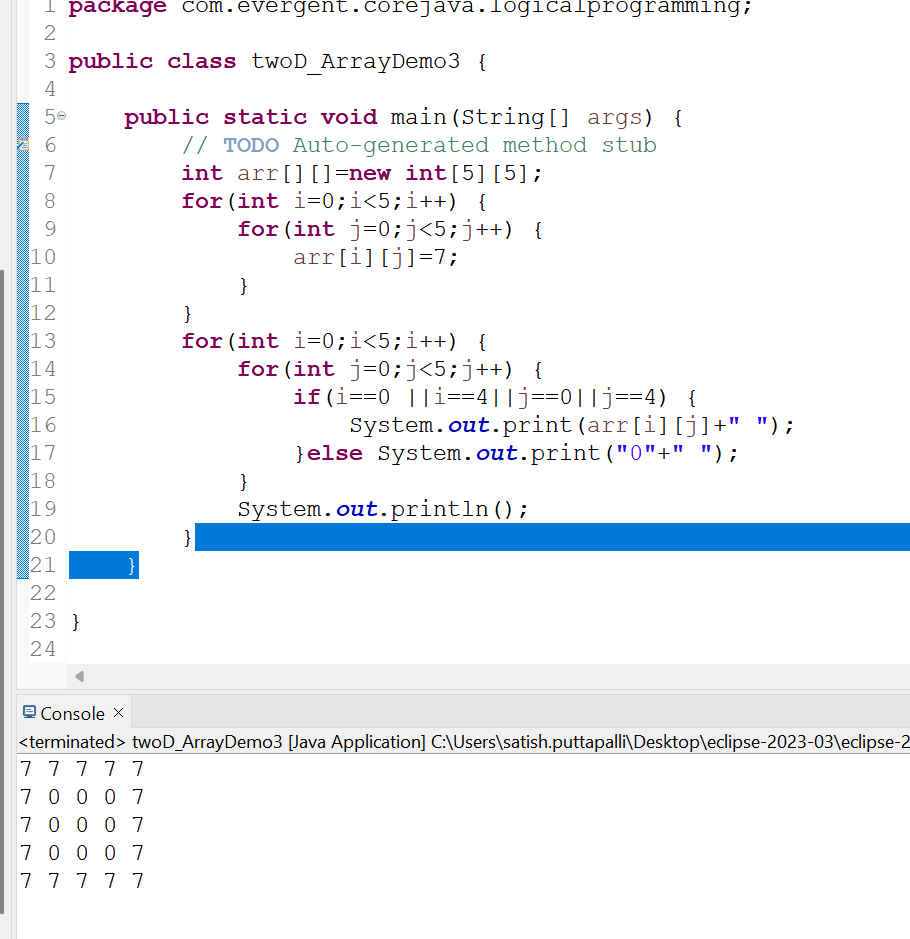 1 package com.evergent.corejava.logicalprogramming;
2
3 public class twoD_ArrayDemo3 {
4
5     public static void main(String[] args) {
6         // TODO Auto-generated method stub
7         int arr[][]=new int[5][5];
8         for(int i=0;i<5;i++) {
9             for(int j=0;j<5;j++) {
10                 arr[i][j]=7;
11             }
12         }
13         for(int i=0;i<5;i++) {
14             for(int j=0;j<5;j++) {
15                 if(i==0 ||i==4||j==0||j==4) {
16                     System.out.print(arr[i][j]+" ");
17                 }else System.out.print("0"+" ");
18             }
19             System.out.println();
20         }
21     }
22
23 }
24
Console
<terminated> twoD_ArrayDemo3 [Java Application] C:\Users\satish.puttapalli\Desktop\eclipse-2023-03\eclipse-2
7 7 7 7 7
7 0 0 0 7
7 0 0 0 7
7 0 0 0 7
7 7 7 7 7